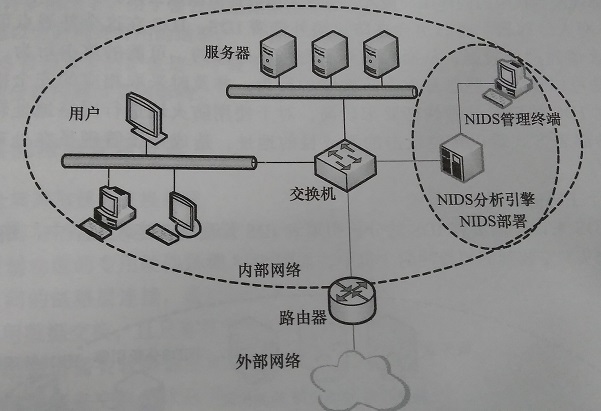 服务器
用户
NIDS管理终端
交换机
NIDS分析引擎
NIDS部署
内部网络
路由器
外部网络